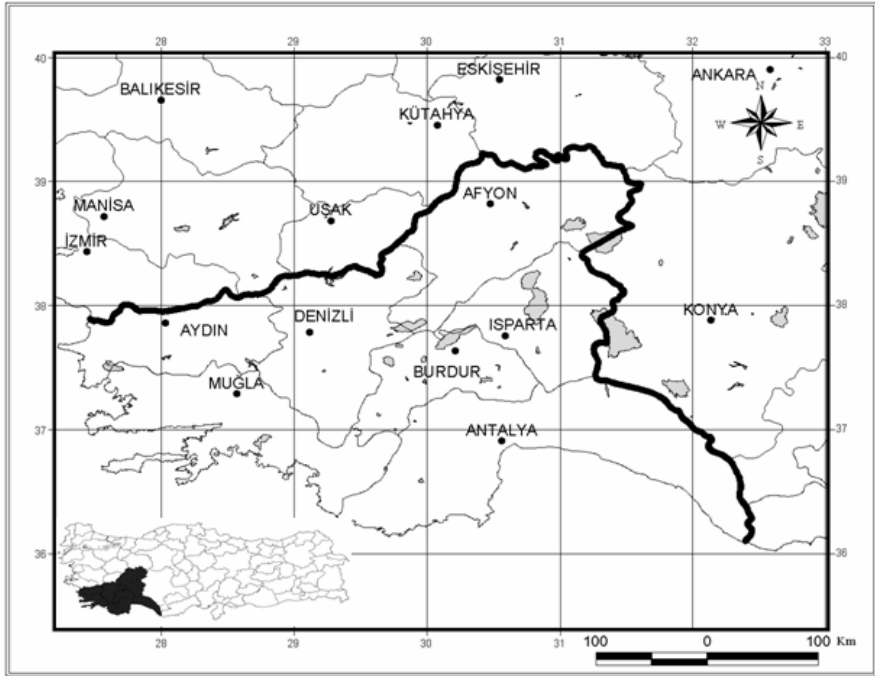 28 29 30 31 32 33
40 40
ESKİSEHİR
ANKARA
BALIKESİR
N
KÜTAHYA
W E
S
39 39
AFYON
MANİSA
UŞAK
İZMİR
38 38
KONYA
DENİZLİ
ISPARTA
AYDIN
BURDUR
MUĞLA
37 37
ANTALYA
36 36
28 29 30 31
100 0 100 Km